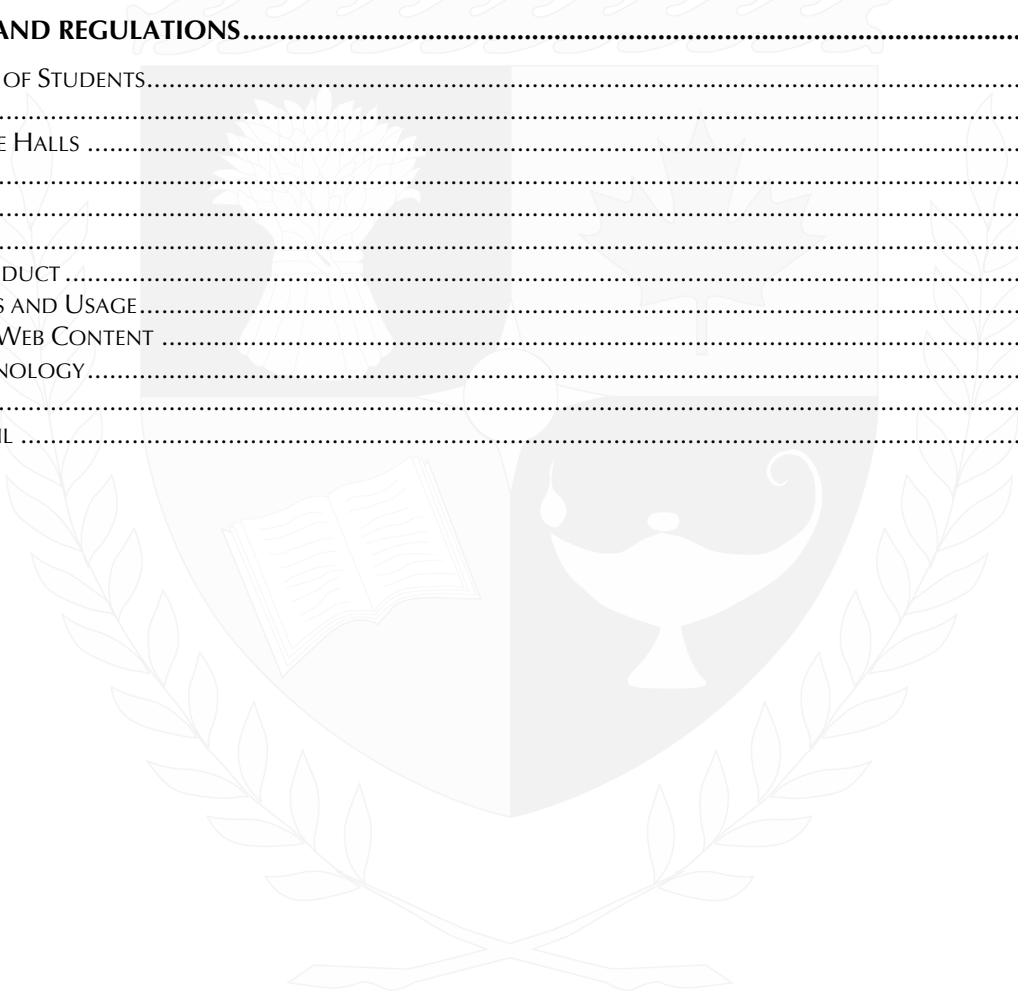 AND REGULATIONS................................................................................................
OF STUDENTS................................................................................................
................................................................................................
E HALLS ................................................................................................
................................................................................................
................................................................................................
................................................................................................
DUCT ................................................................................................
S AND USAGE................................................................................................
WEB CONTENT ................................................................................................
NOLOGY................................................................................................
................................................................................................
IL ................................................................................................